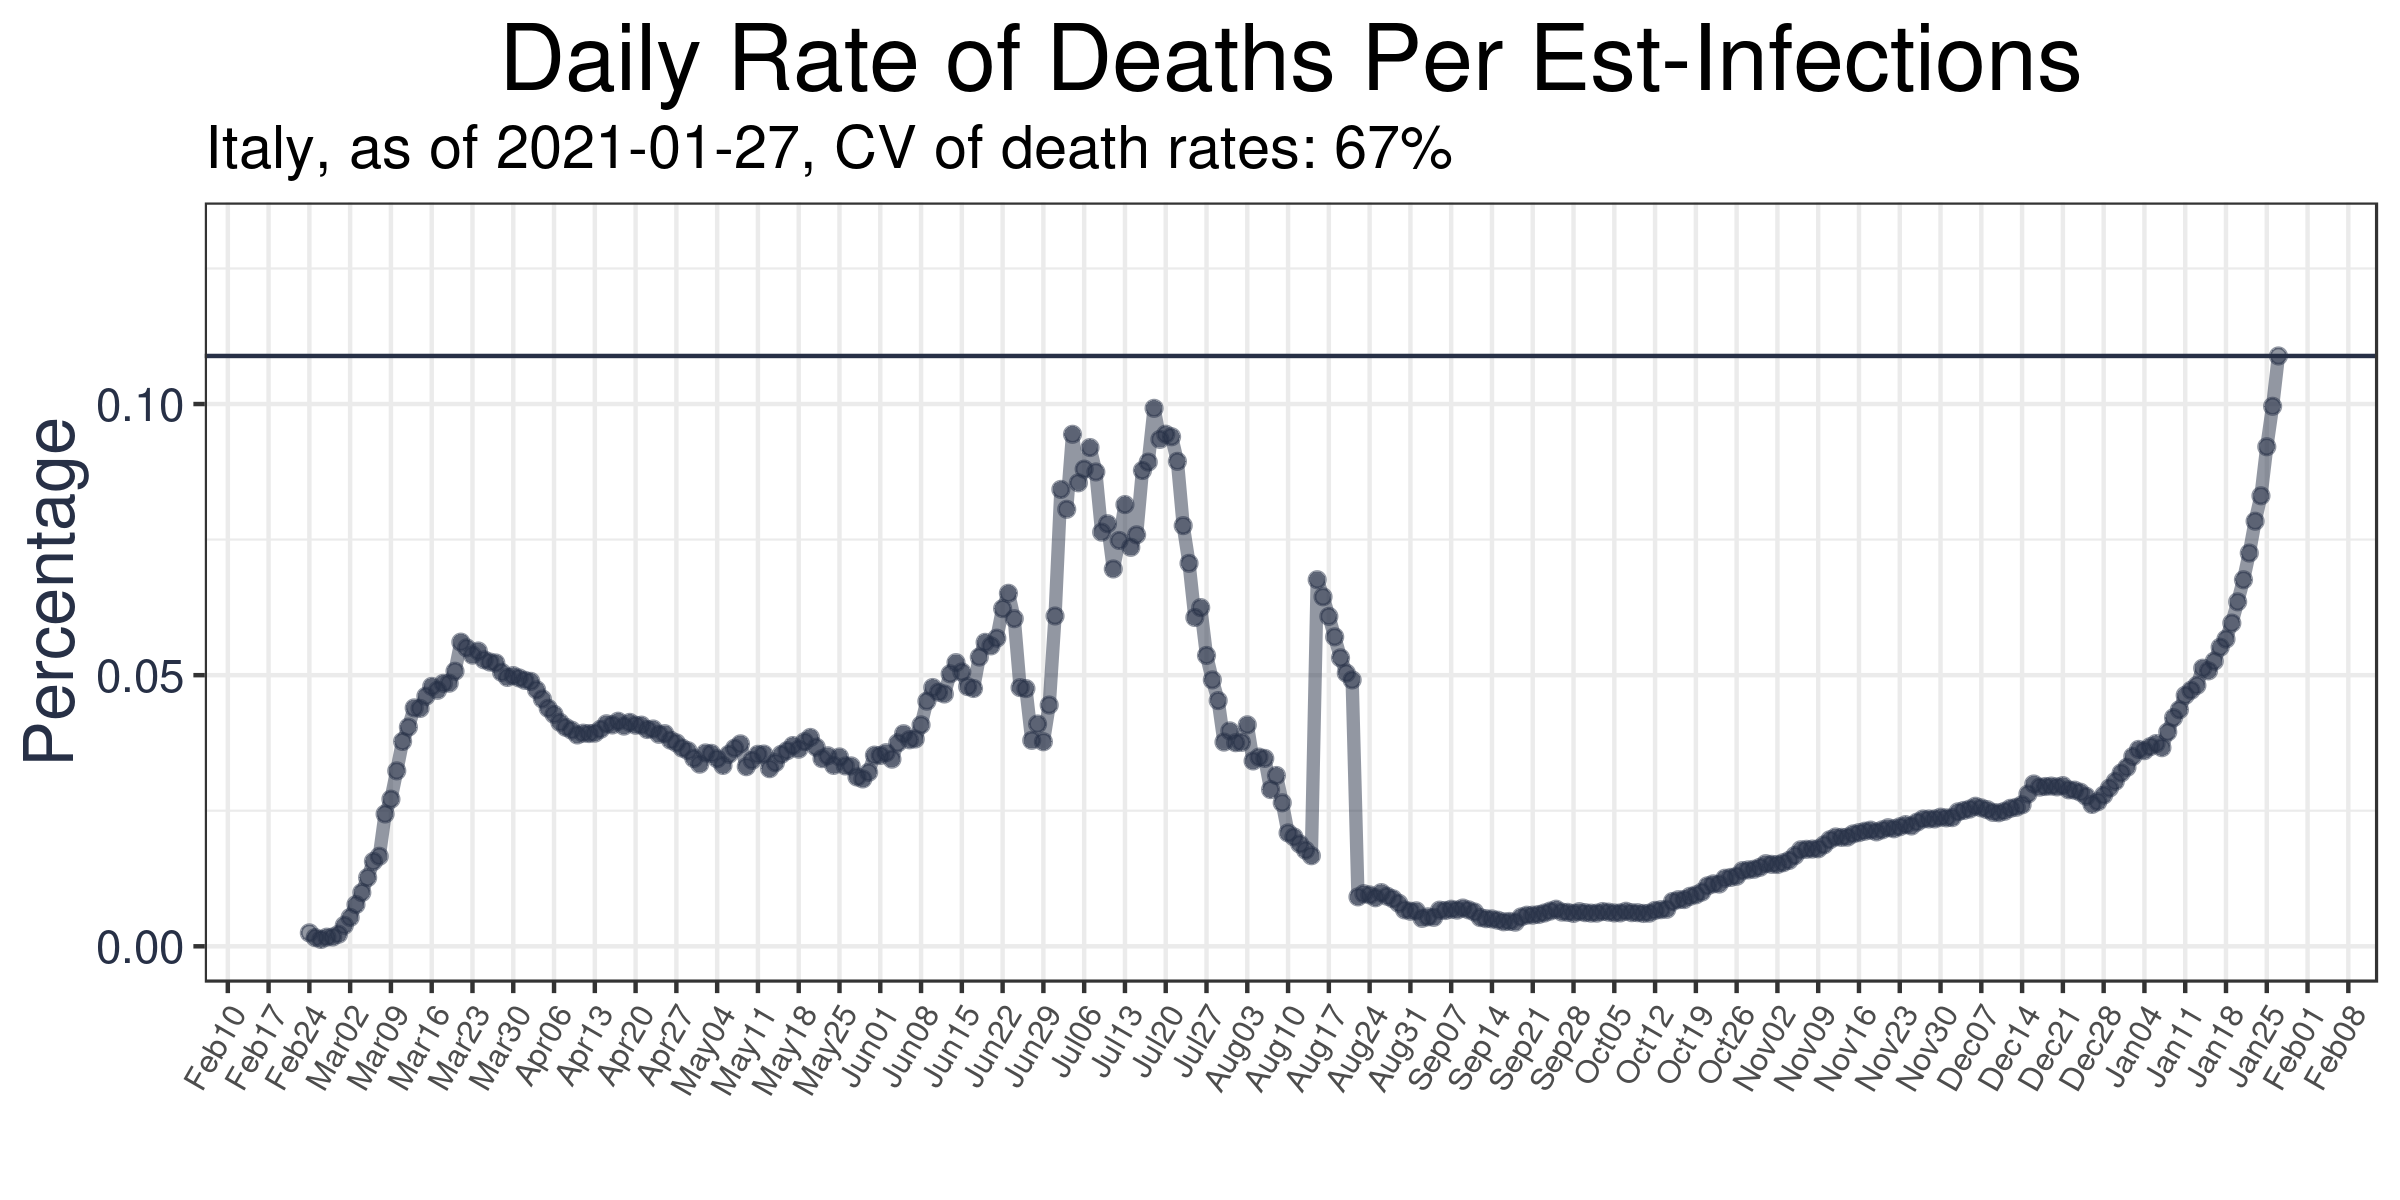 Daily Rate of Deaths Per Est-Infections
Italy, as of 2021-01-27, CV of death rates: 67%
Percentage
0.10
0.05
0.00
Feb10
Feb17
Feb24
Mar02
Mar09
Mar16
Mar23
Mar30
Apr06
Apr13
Apr20
Apr27
May04
May11
May18
May25
Jun01
Jun08
Jun15
Jun22
Jun29
Jul06
Jul13
Jul20
Jul27
Aug03
Aug10
Aug17
Aug24
Aug31
Sep07
Sep14
Sep21
Sep28
Oct05
Oct12
Oct19
Oct26
Nov02
Nov09
Nov16
Nov23
Nov30
Dec07
Dec14
Dec21
Dec28
Jan04
Jan11
Jan18
Jan25
Feb01
Feb08